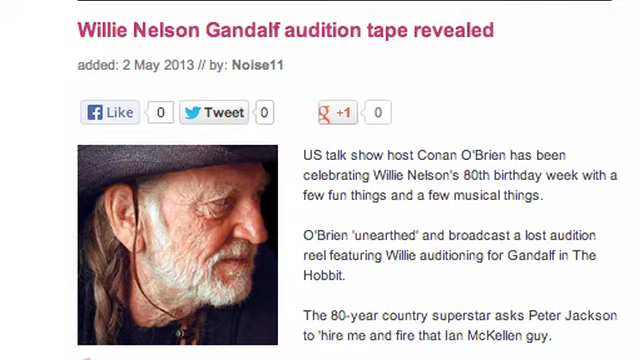 Willie Nelson Gandalf audition tape revealed
added: 2 May 2013 // by: Noise11
Like 0 Tweet 0 +1 0
US talk show host Conan O'Brien has been
celebrating Willie Nelson's 80th birthday week with a
few fun things and a few musical things.
O'Brien 'unearthed' and broadcast a lost audition
reel featuring Willie auditioning for Gandalf in The
Hobbit.
The 80-year country superstar asks Peter Jackson
to 'hire me and fire that Ian McKellen guy.